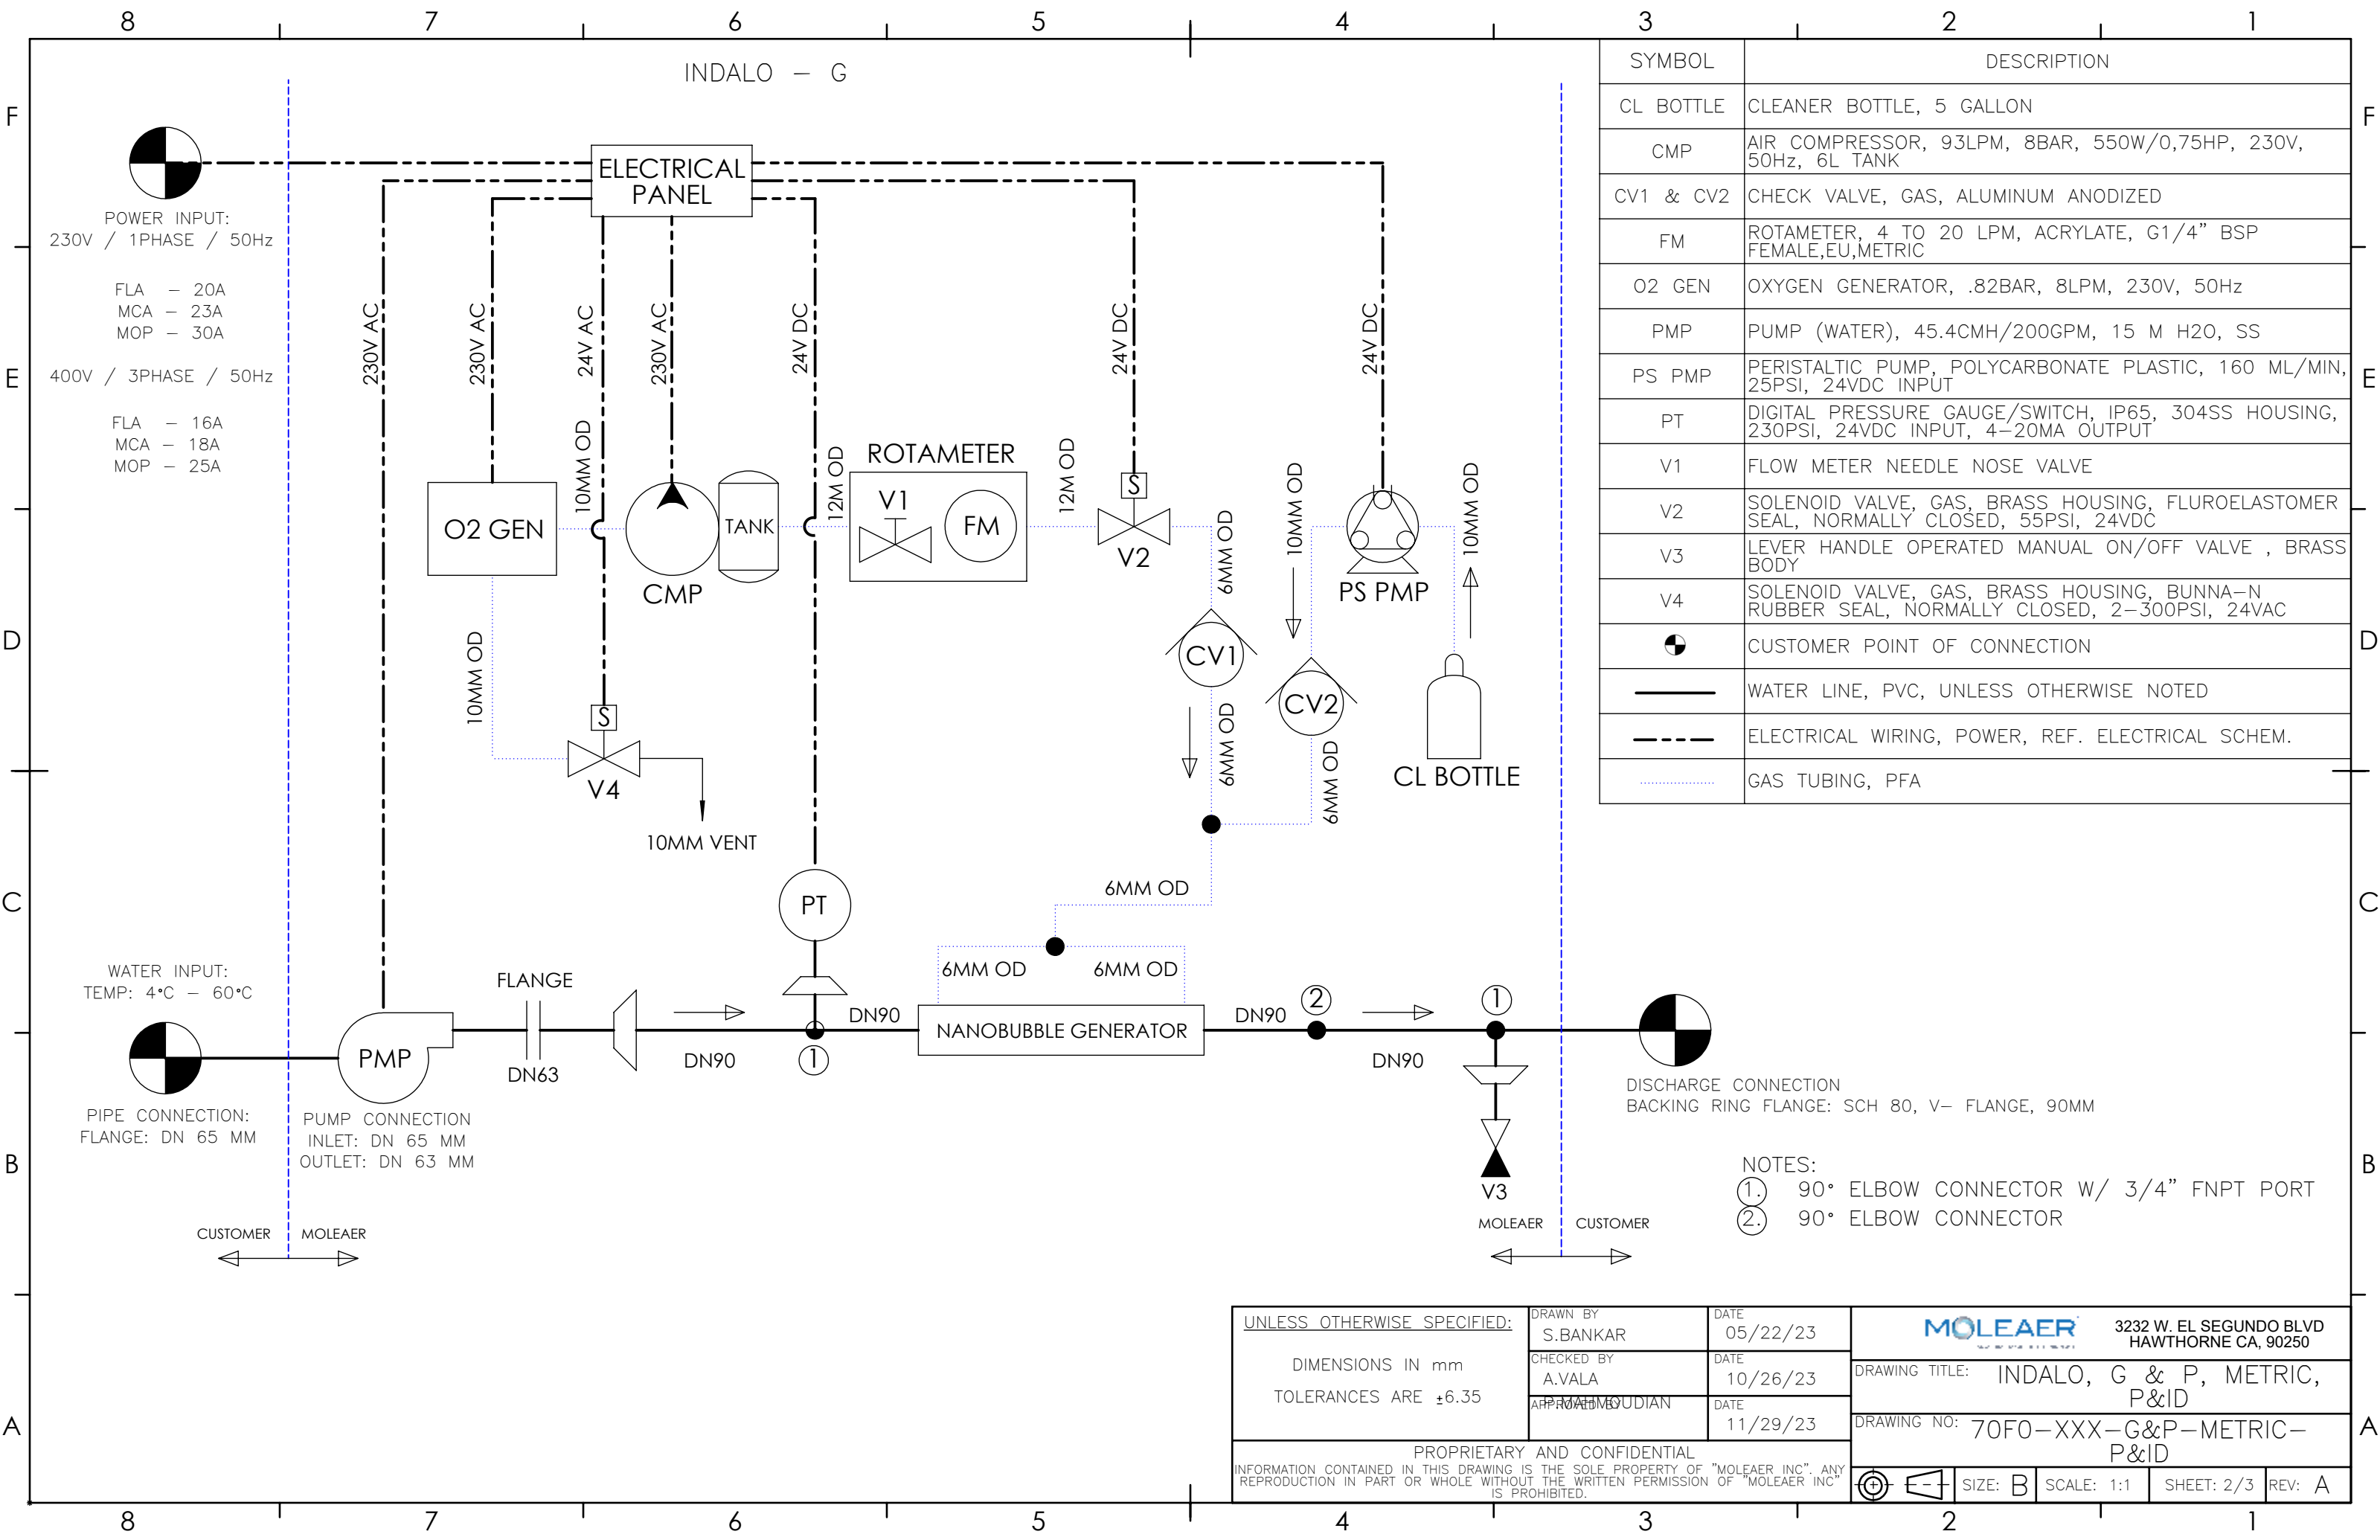 8 7 6 5 4 3 2 1
INDALO - G
F
F
E
E
D
D
C
C
B
B
A
A
POWER INPUT:
230V / 1PHASE / 50Hz
FLA - 20A
MCA - 23A
MOP - 30A
400V / 3PHASE / 50Hz
FLA - 16A
MCA - 18A
MOP - 25A
ELECTRICAL
PANEL
230V AC
230V AC
24V AC
230V AC
24V DC
24V DC
24V DC
O2 GEN
10MM OD
10MM OD
CMP
TANK
12M OD
ROTAMETER
V1
FM
12M OD
S
V2
6MM OD
CV1
6MM OD
6MM OD
10MM OD
PS PMP
10MM OD
CV2
6MM OD
CL BOTTLE
S
V4
10MM VENT
PT
6MM OD
6MM OD
6MM OD
WATER INPUT:
TEMP: 4°C - 60°C
PIPE CONNECTION:
FLANGE: DN 65 MM
PMP
PUMP CONNECTION
INLET: DN 65 MM
OUTLET: DN 63 MM
FLANGE
DN63
DN90
1
DN90
NANOBUBBLE GENERATOR
DN90
2
DN90
1
V3
DISCHARGE CONNECTION
BACKING RING FLANGE: SCH 80, V- FLANGE, 90MM
CUSTOMER
MOLEAER
MOLEAER
CUSTOMER
NOTES:
1. 90° ELBOW CONNECTOR W/ 3/4" FNPT PORT
2. 90° ELBOW CONNECTOR
SYMBOL DESCRIPTION
CL BOTTLE CLEANER BOTTLE, 5 GALLON
CMP AIR COMPRESSOR, 93LPM, 8BAR, 550W/0,75HP, 230V,
50Hz, 6L TANK
CV1 & CV2 CHECK VALVE, GAS, ALUMINUM ANODIZED
FM ROTAMETER, 4 TO 20 LPM, ACRYLATE, G1/4" BSP
FEMALE,EU,METRIC
O2 GEN OXYGEN GENERATOR, .82BAR, 8LPM, 230V, 50Hz
PMP PUMP (WATER), 45.4CMH/200GPM, 15 M H2O, SS
PS PMP PERISTALTIC PUMP, POLYCARBONATE PLASTIC, 160 ML/MIN,
25PSI, 24VDC INPUT
PT DIGITAL PRESSURE GAUGE/SWITCH, IP65, 304SS HOUSING,
230PSI, 24VDC INPUT, 4-20MA OUTPUT
V1 FLOW METER NEEDLE NOSE VALVE
V2 SOLENOID VALVE, GAS, BRASS HOUSING, FLUROELASTOMER
SEAL, NORMALLY CLOSED, 55PSI, 24VDC
V3 LEVER HANDLE OPERATED MANUAL ON/OFF VALVE , BRASS
BODY
V4 SOLENOID VALVE, GAS, BRASS HOUSING, BUNNA-N
RUBBER SEAL, NORMALLY CLOSED, 2-300PSI, 24VAC
CUSTOMER POINT OF CONNECTION
WATER LINE, PVC, UNLESS OTHERWISE NOTED
ELECTRICAL WIRING, POWER, REF. ELECTRICAL SCHEM.
GAS TUBING, PFA
UNLESS OTHERWISE SPECIFIED:
DIMENSIONS IN mm
TOLERANCES ARE ±6.35
DRAWN BY
S.BANKAR
DATE
05/22/23
CHECKED BY
A.VALA
DATE
10/26/23
APPROVED BY
P.MAHMOUDIAN
DATE
11/29/23
PROPRIETARY AND CONFIDENTIAL
INFORMATION CONTAINED IN THIS DRAWING IS THE SOLE PROPERTY OF "MOLEAER INC". ANY
REPRODUCTION IN PART OR WHOLE WITHOUT THE WRITTEN PERMISSION OF "MOLEAER INC"
IS PROHIBITED.
MOLEAER
3232 W. EL SEGUNDO BLVD
HAWTHORNE CA, 90250
DRAWING TITLE: INDALO, G & P, METRIC,
P&ID
DRAWING NO: 70F0-XXX-G&P-METRIC-
P&ID
SIZE: B SCALE: 1:1 SHEET: 2/3 REV: A
8 7 6 5 4 3 2 1